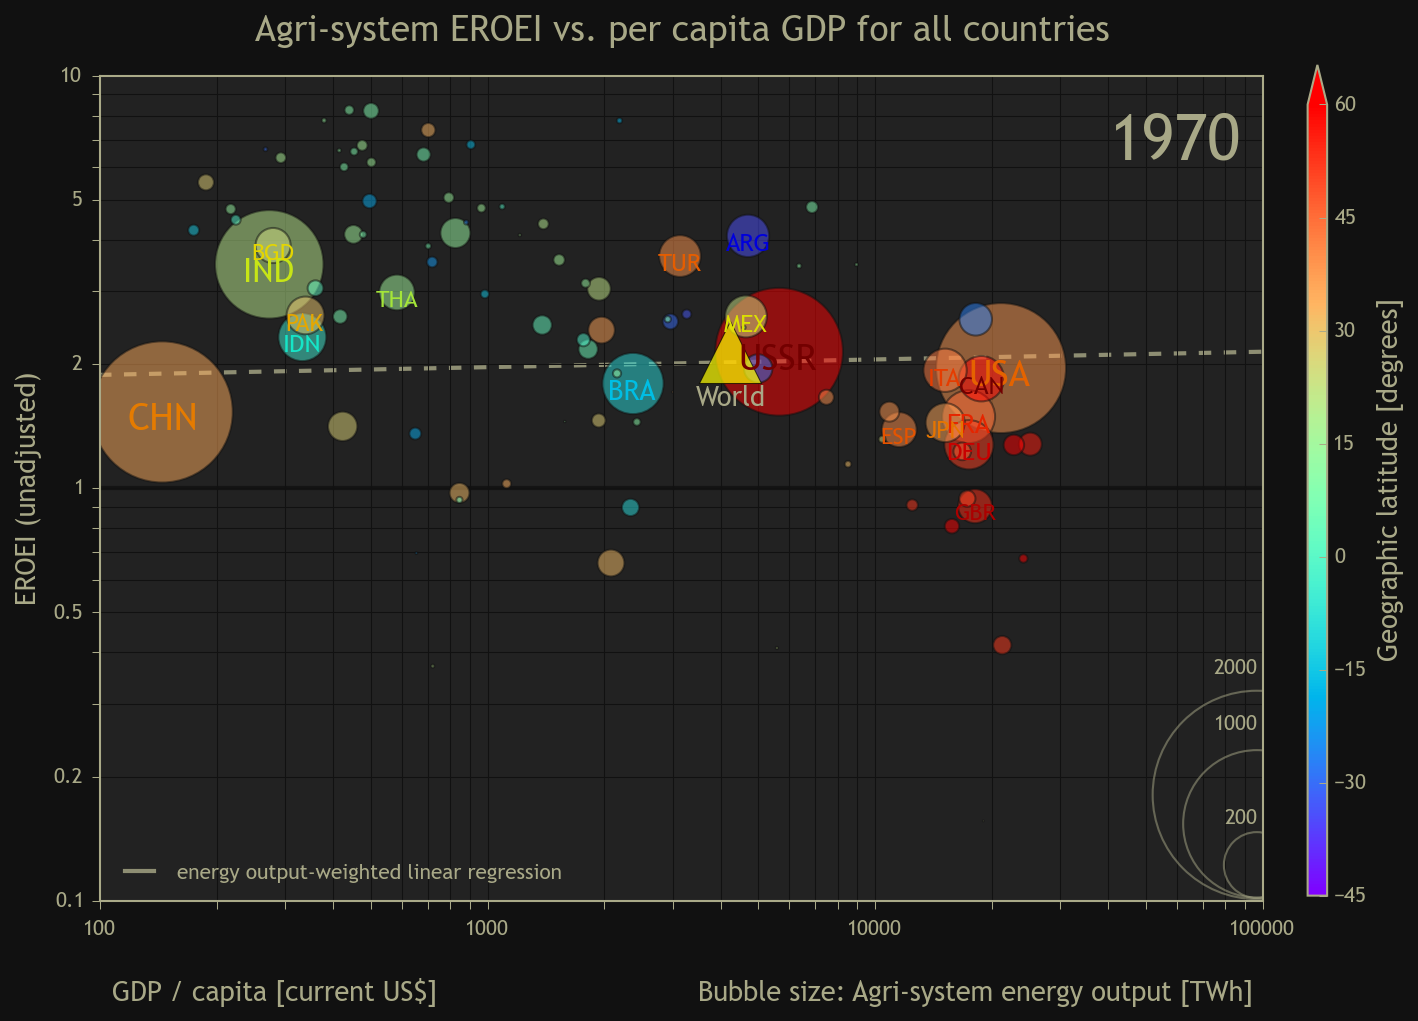 Agri-system EROEI vs. per capita GDP for all countries
1970
EROEI (unadjusted)
10
5
2
1
0.5
0.2
0.1
BGD
IND
PAK
IDN
THA
CHN
TUR
ARG
MEX
USSR
World
BRA
ITA
USA
CAN
FRA
JPN
ESP
DEU
GBR
2000
1000
200
energy output-weighted linear regression
100
1000
10000
100000
GDP / capita [current US$]
Bubble size: Agri-system energy output [TWh]
60
45
30
15
0
−15
−30
−45
Geographic latitude [degrees]